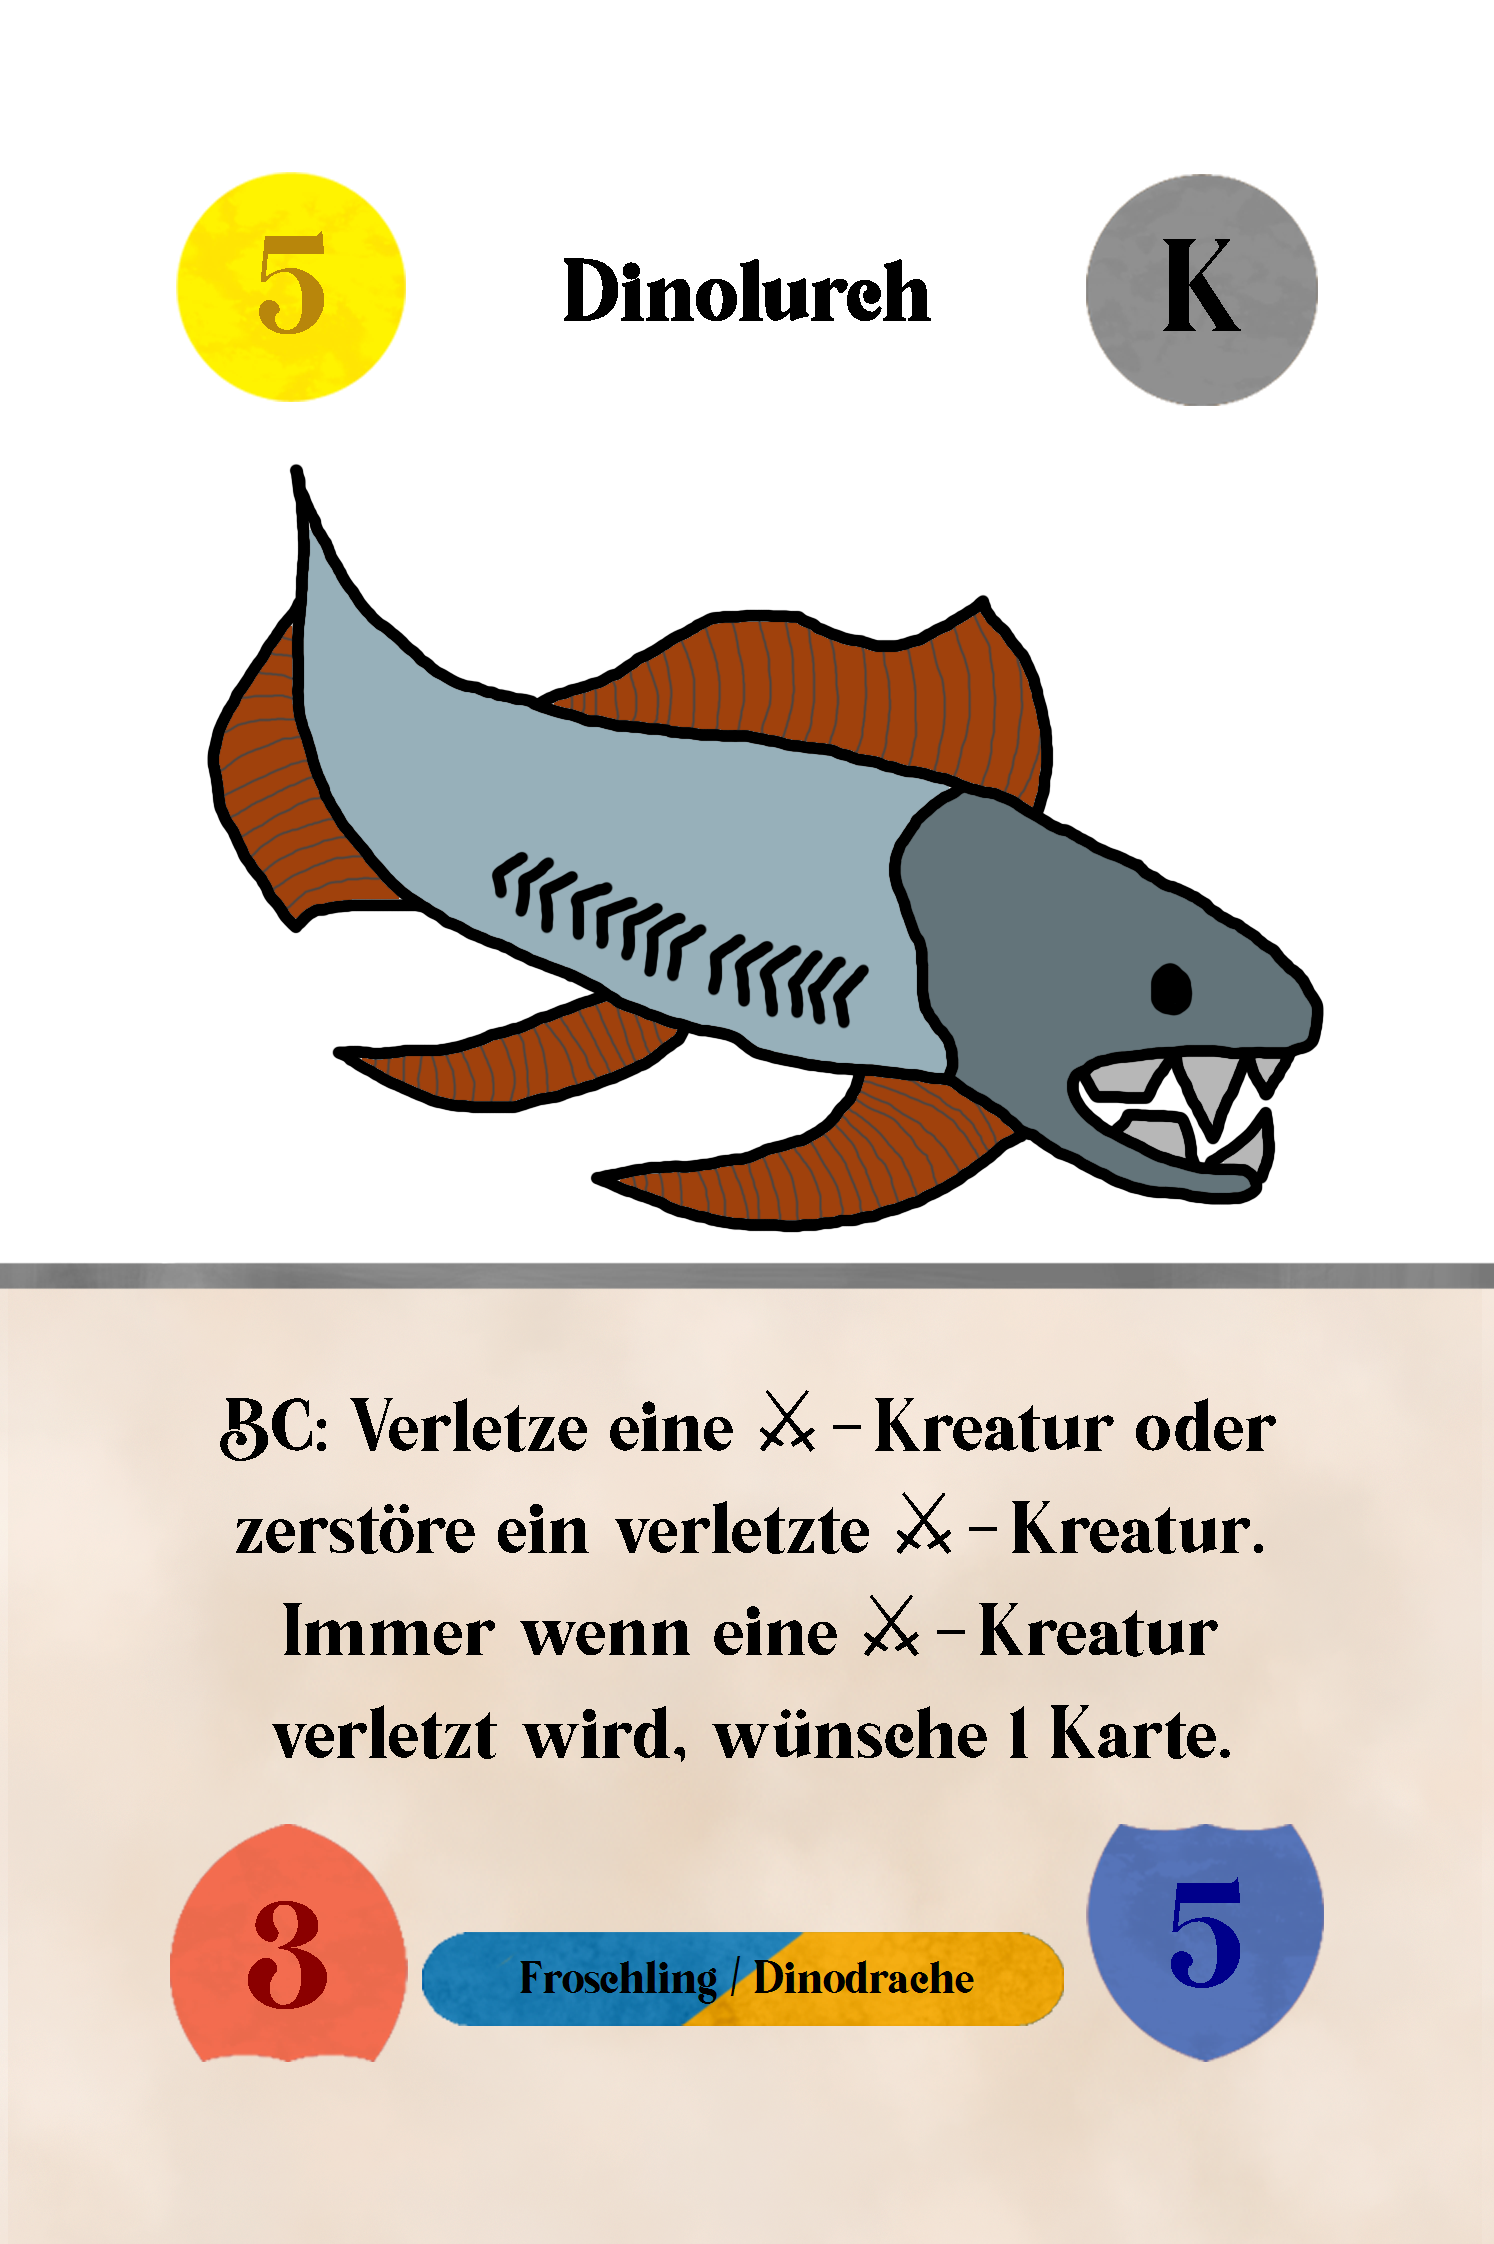 5 Dinolurch K
BC: Verletze eine ⚔ – Kreatur oder
zerstöre ein verletzte ⚔ – Kreatur.
Immer wenn eine ⚔ – Kreatur
verletzt wird, wünsche 1 Karte.
3 Froschling / Dinodrache 5